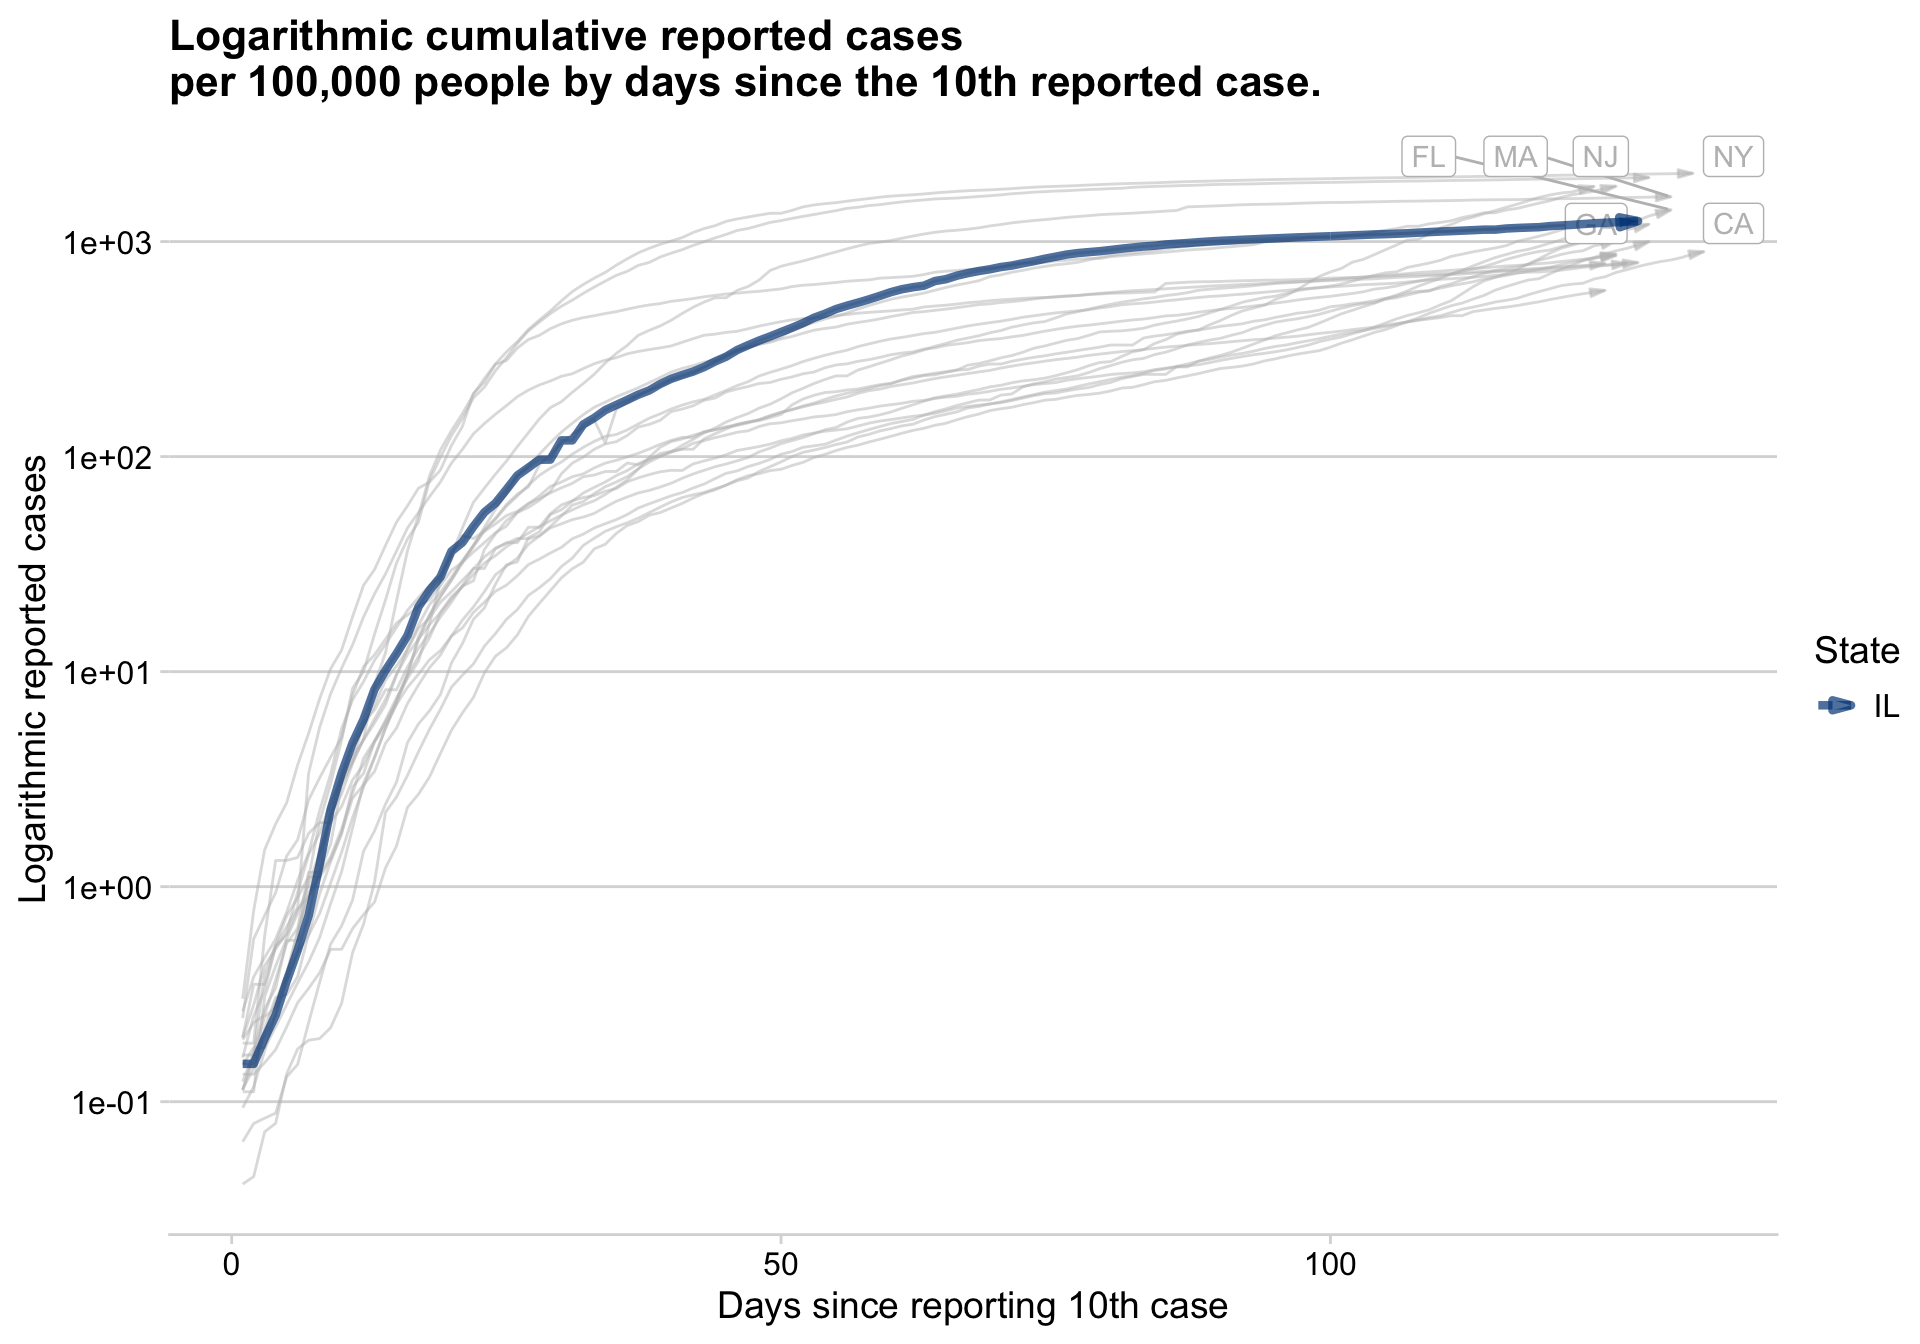 Logarithmic cumulative reported cases
per 100,000 people by days since the 10th reported case.
FL MA NJ NY
GA CA
1e+03
1e+02
1e+01
1e+00
1e-01
Logarithmic reported cases
State
IL
0 50 100
Days since reporting 10th case